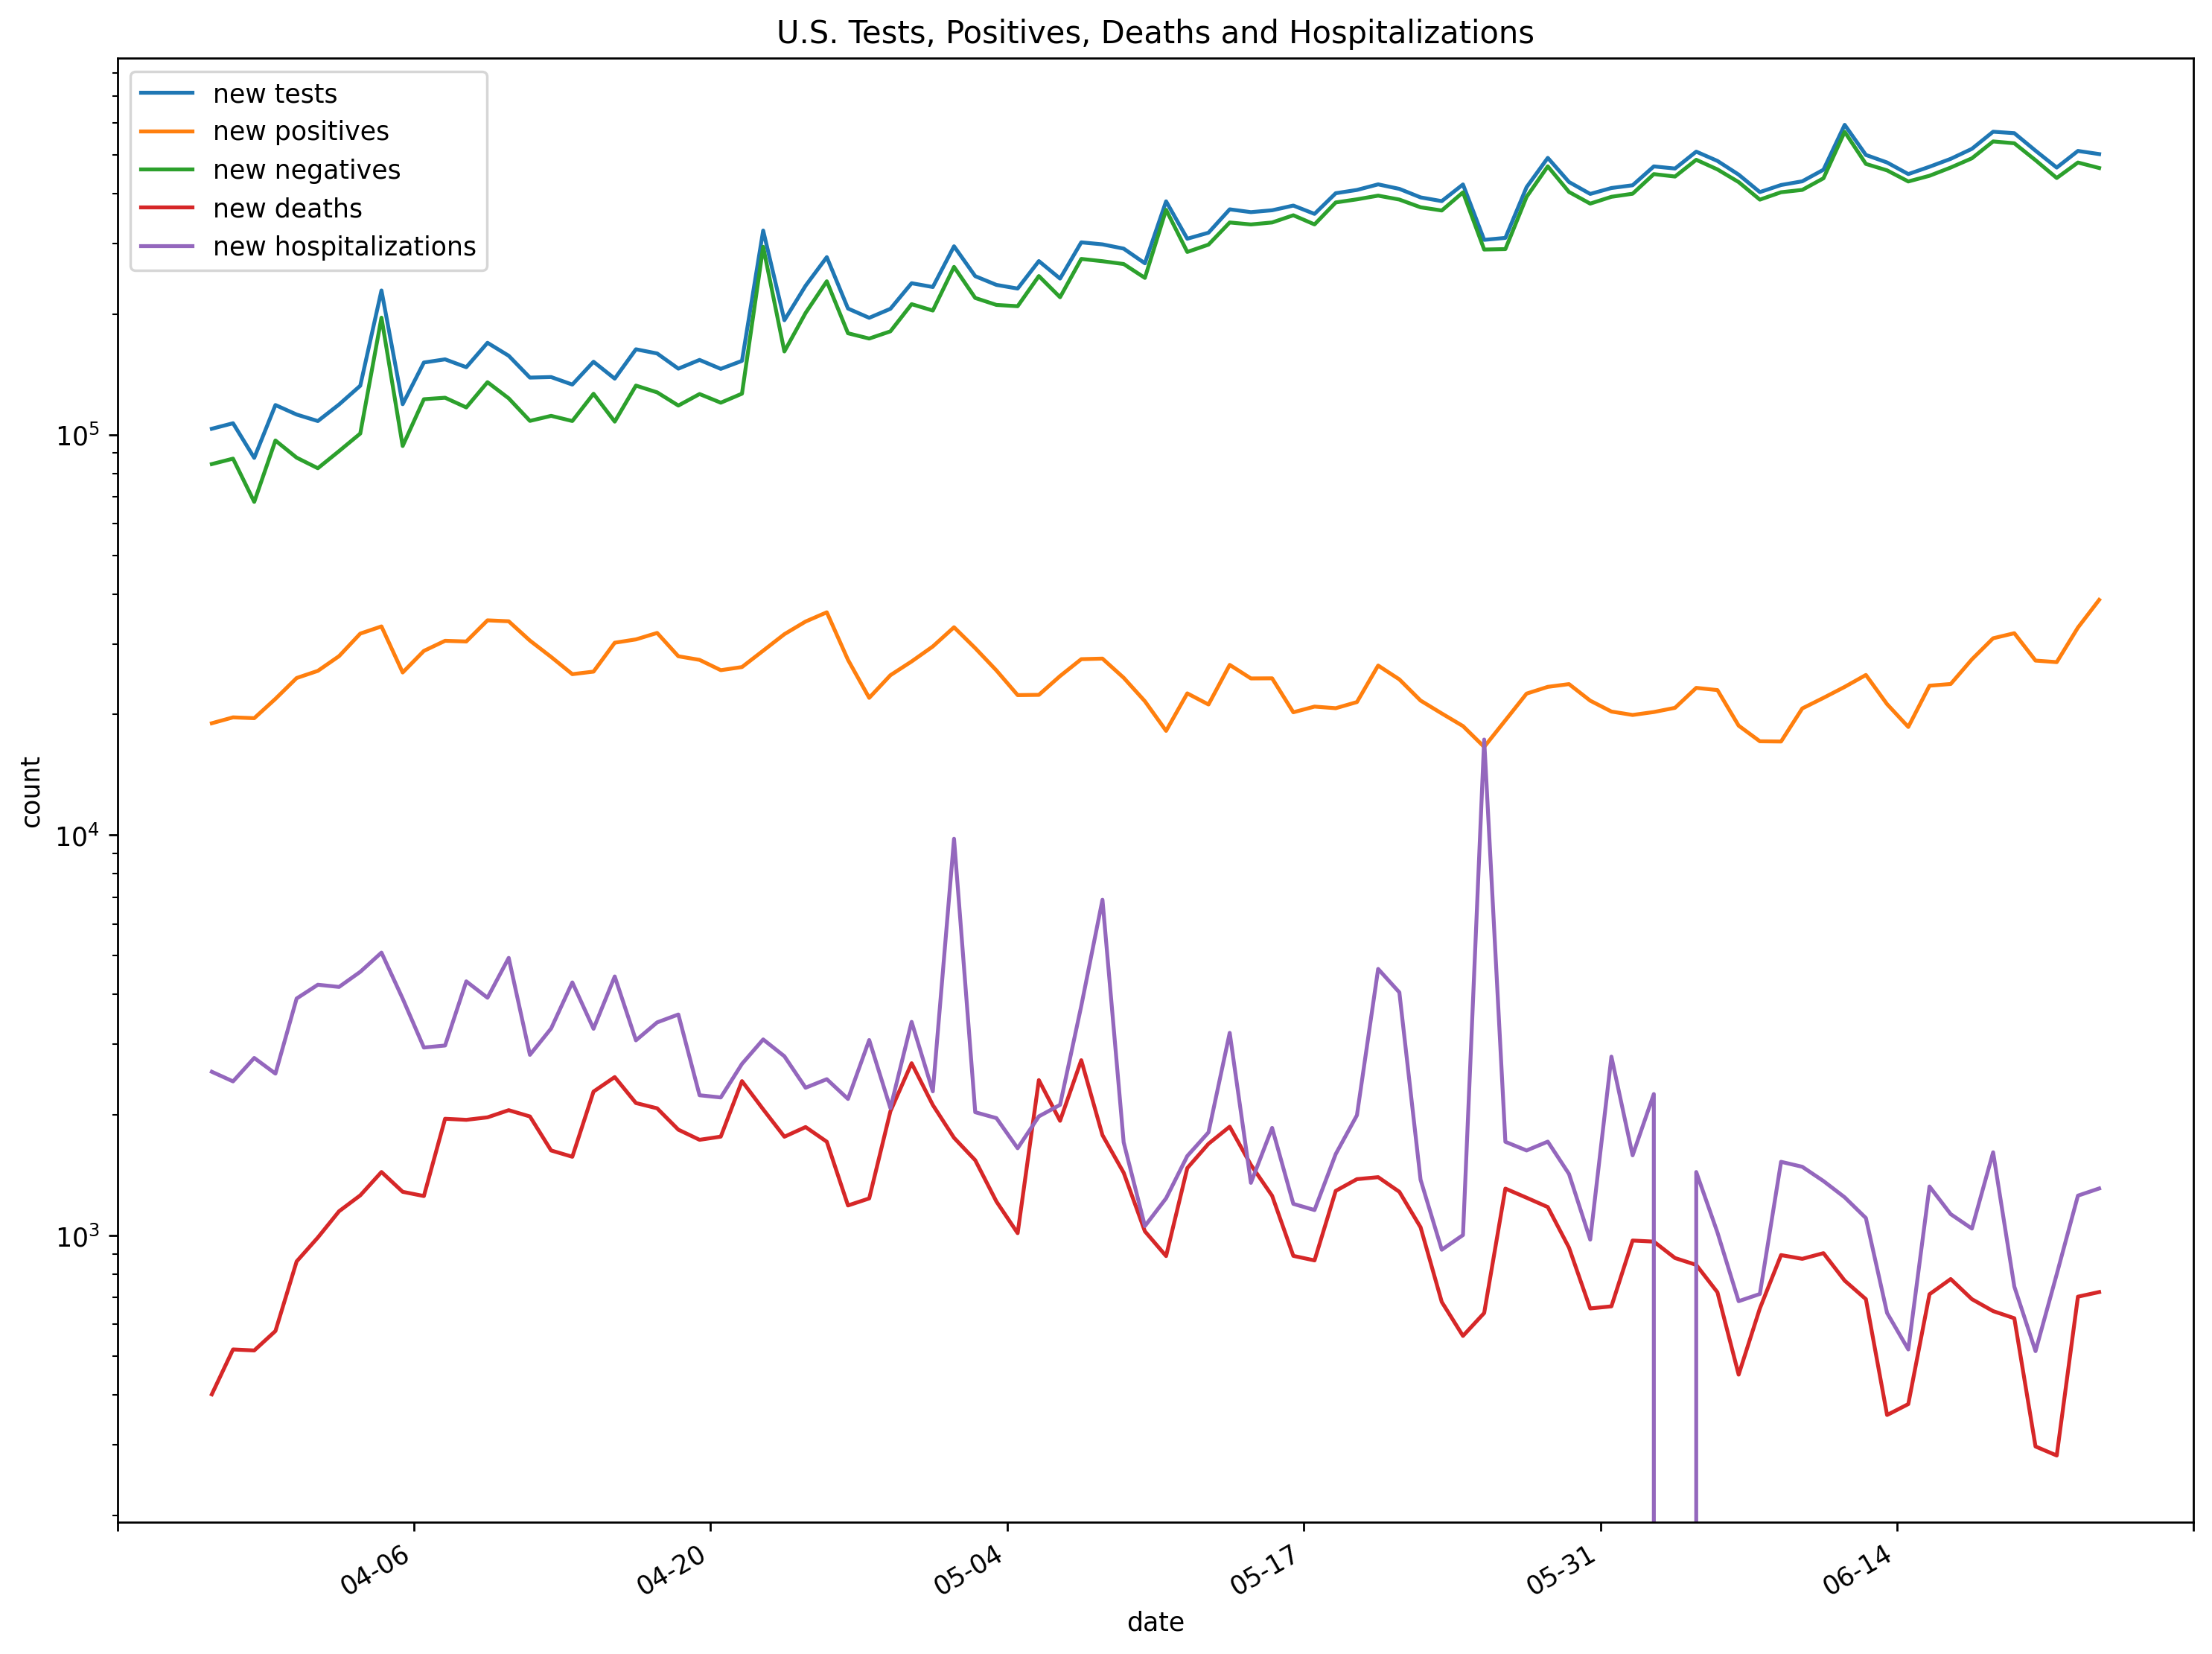 U.S. Tests, Positives, Deaths and Hospitalizations
new tests
new positives
new negatives
new deaths
new hospitalizations
10^5
10^4
10^3
count
04-06
04-20
05-04
05-17
05-31
06-14
date